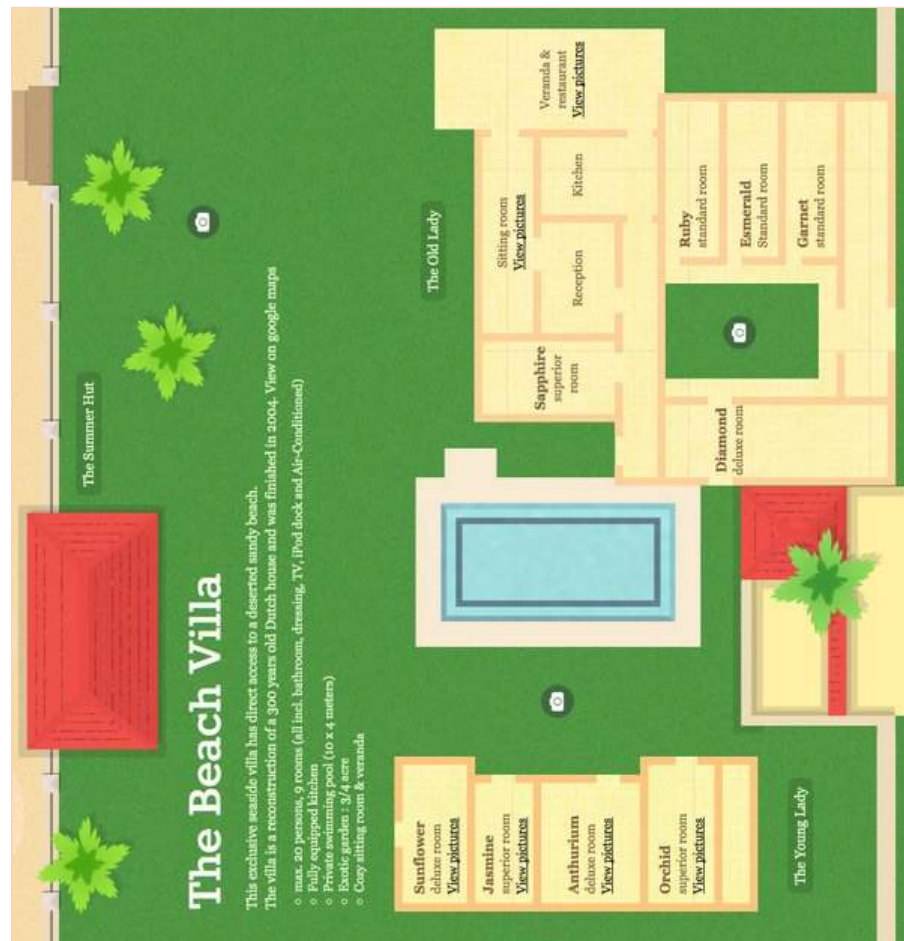 The Summer Hut
The Beach Villa
This exclusive seaside villa has direct access to a deserted sandy beach.
The villa is a reconstruction of a 300 years old Dutch house and was finished in 2004. View on google maps
○ max. 20 persons, 9 rooms (all incl. bathroom, dressing, TV, iPod dock and Air-Conditioned)
○ Fully equipped kitchen
○ Private swimming pool (10 x 4 meters)
○ Exotic garden : 3/4 acre
○ Cozy sitting room & veranda
The Old Lady
Sunflower
deluxe room
View pictures
Jasmine
superior room
View pictures
Anthurium
deluxe room
View pictures
Orchid
superior room
View pictures
The Young Lady
Sapphire
superior
room
Sitting room
View pictures
Reception
Kitchen
Veranda &
restaurant
View pictures
Diamond
deluxe room
Ruby
standard room
Esmerald
Standard room
Garnet
standard room